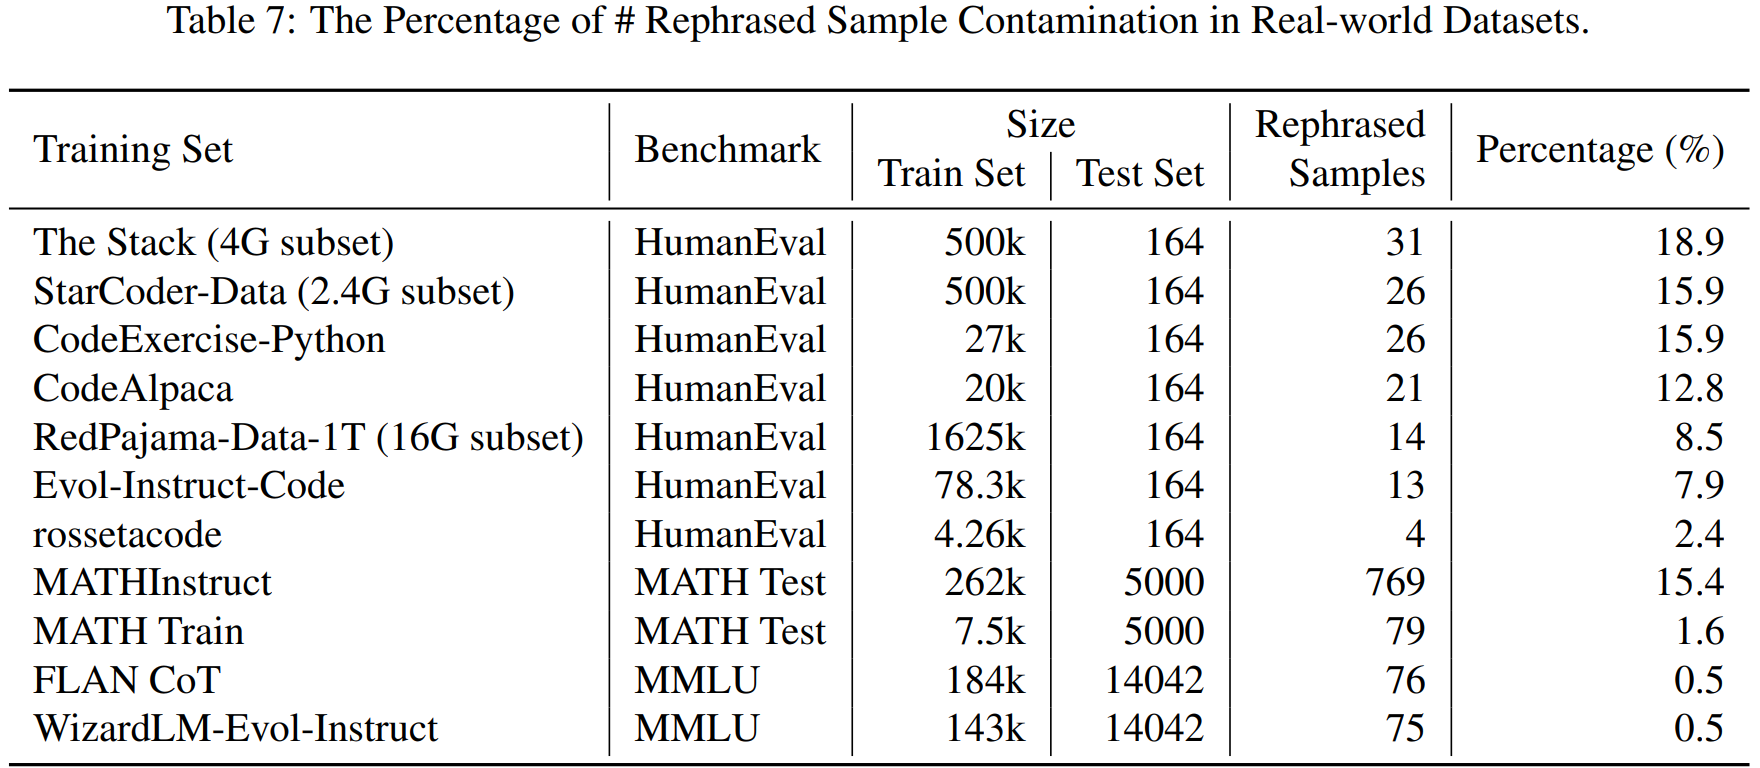 Table 7: The Percentage of # Rephrased Sample Contamination in Real-world Datasets.
Training Set Benchmark Size Rephrased Samples Percentage (%)
Train Set Test Set
The Stack (4G subset) HumanEval 500k 164 31 18.9
StarCoder-Data (2.4G subset) HumanEval 500k 164 26 15.9
CodeExercise-Python HumanEval 27k 164 26 15.9
CodeAlpaca HumanEval 20k 164 21 12.8
RedPajama-Data-1T (16G subset) HumanEval 1625k 164 14 8.5
Evol-Instruct-Code HumanEval 78.3k 164 13 7.9
rossetacode HumanEval 4.26k 164 4 2.4
MATHInstruct MATH Test 262k 5000 769 15.4
MATH Train MATH Test 7.5k 5000 79 1.6
FLAN CoT MMLU 184k 14042 76 0.5
WizardLM-Evol-Instruct MMLU 143k 14042 75 0.5